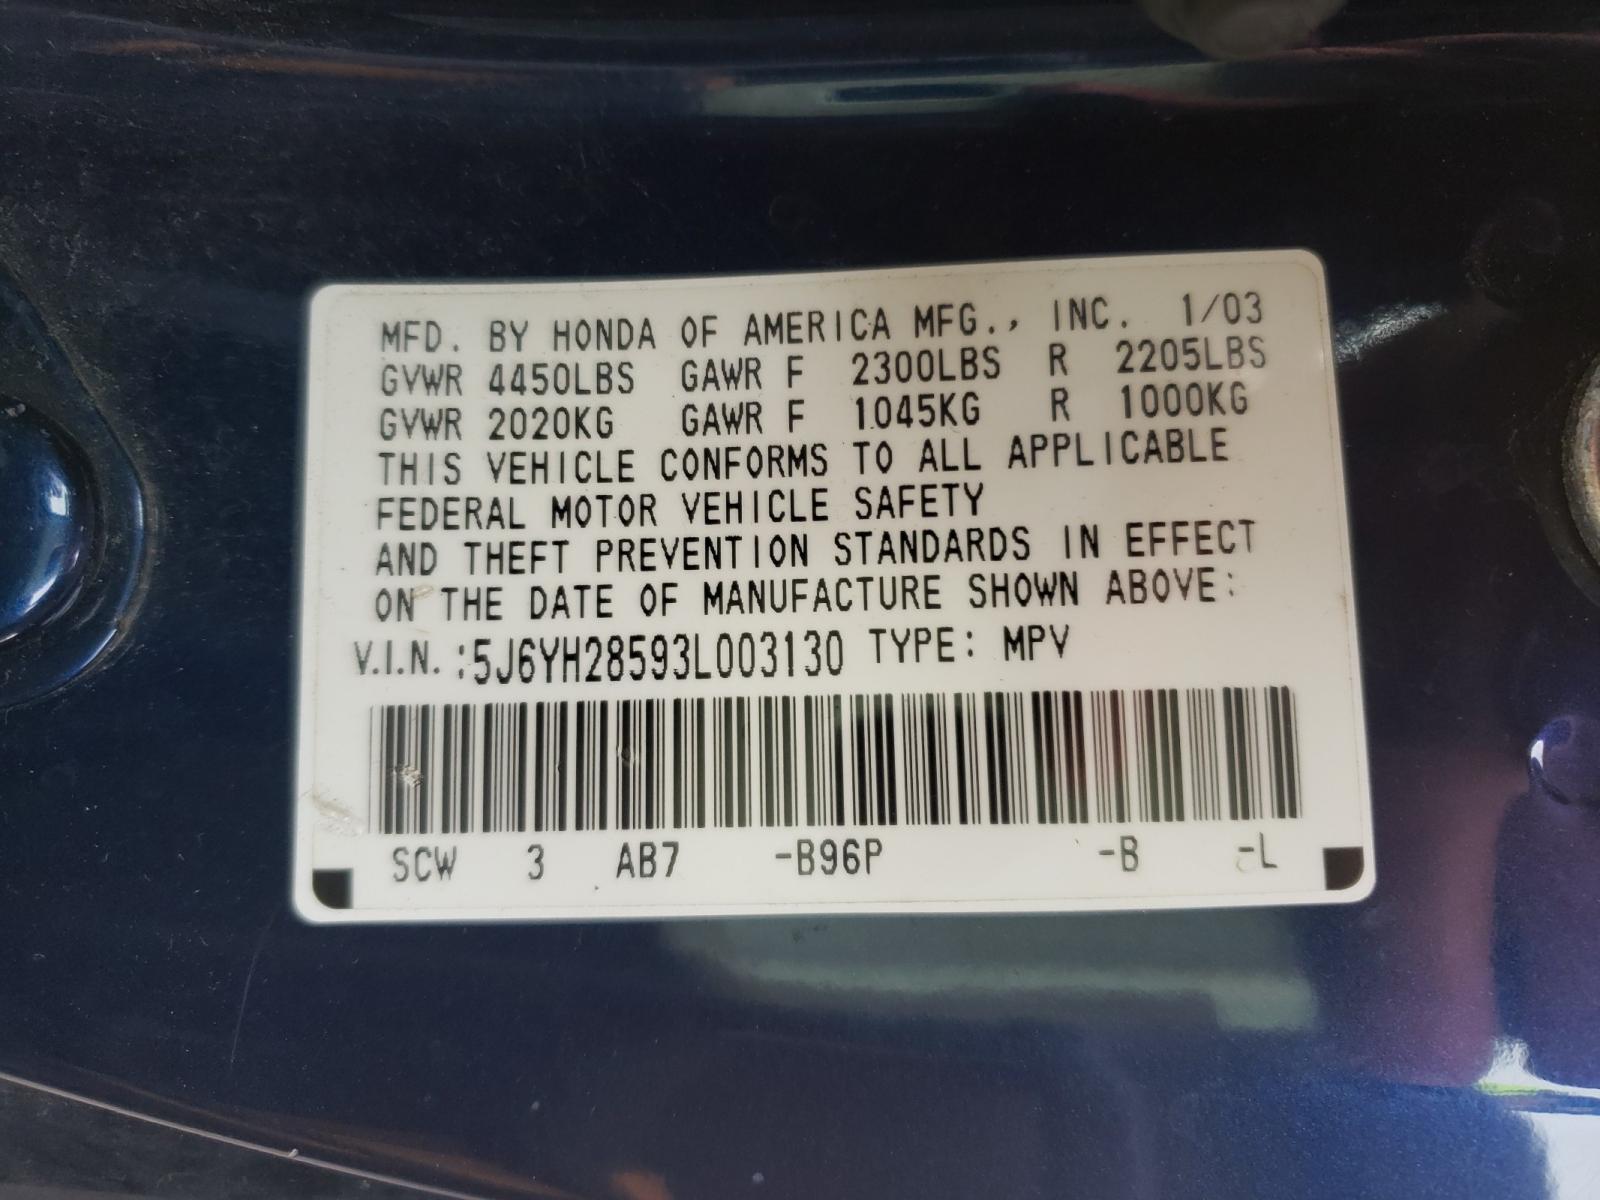 MFD. BY HONDA OF AMERICA MFG., INC. 1/03
GVWR 4450LBS GAWR F 2300LBS R 2205LBS
GVWR 2020KG GAWR F 1045KG R 1000KG
THIS VEHICLE CONFORMS TO ALL APPLICABLE
FEDERAL MOTOR VEHICLE SAFETY
AND THEFT PREVENTION STANDARDS IN EFFECT
ON THE DATE OF MANUFACTURE SHOWN ABOVE:
V.I.N. :5J6YH28593L003130 TYPE: MPV
SCW 3 AB7 -B96P -B -L